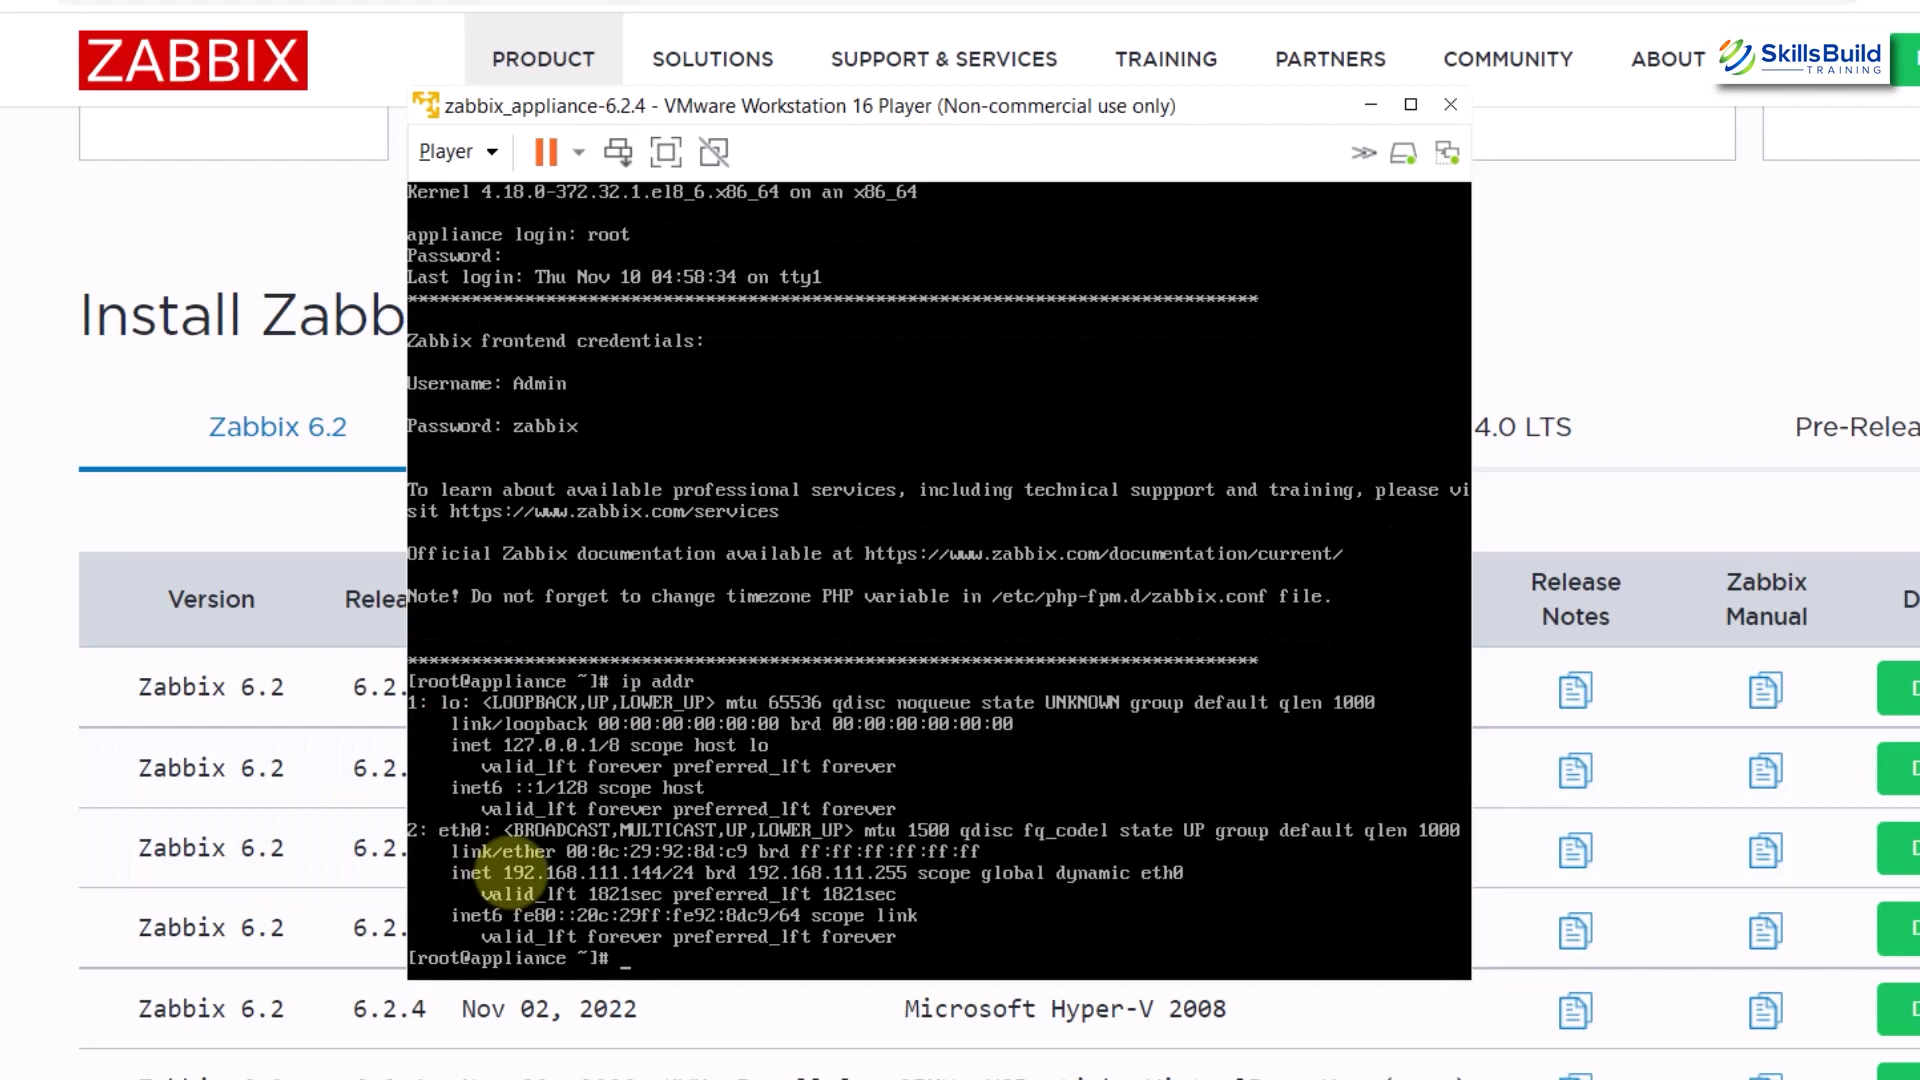 ZABBIX
PRODUCT
SOLUTIONS
SUPPORT & SERVICES
TRAINING
PARTNERS
COMMUNITY
ABOUT
SkillsBuild
TRAINING
zabbix_appliance-6.2.4 - VMware Workstation 16 Player (Non-commercial use only)
Player
Kernel 4.18.0-372.32.1.el8_6.x86_64 on an x86_64
appliance login: root
Password:
Last login: Thu Nov 10 04:58:34 on tty1
********************************************************************************
Zabbix frontend credentials:
Username: Admin
Password: zabbix
To learn about available professional services, including technical suppport and training, please vi
sit https://www.zabbix.com/services
Official Zabbix documentation available at https://www.zabbix.com/documentation/current/
Note! Do not forget to change timezone PHP variable in /etc/php-fpm.d/zabbix.conf file.
********************************************************************************
[root@appliance ~]# ip addr
1: lo: <LOOPBACK,UP,LOWER_UP> mtu 65536 qdisc noqueue state UNKNOWN group default qlen 1000
link/loopback 00:00:00:00:00:00 brd 00:00:00:00:00:00
inet 127.0.0.1/8 scope host lo
valid_lft forever preferred_lft forever
inet6 ::1/128 scope host
valid_lft forever preferred_lft forever
2: eth0: <BROADCAST,MULTICAST,UP,LOWER_UP> mtu 1500 qdisc fq_codel state UP group default qlen 1000
link/ether 00:0c:29:92:8d:c9 brd ff:ff:ff:ff:ff:ff
inet 192.168.111.144/24 brd 192.168.111.255 scope global dynamic eth0
valid_lft 1821sec preferred_lft 1821sec
inet6 fe80::20c:29ff:fe92:8dc9/64 scope link
valid_lft forever preferred_lft forever
[root@appliance ~]# _
Install Zabb
Zabbix 6.2
4.0 LTS
Pre-Relea
Version
Relea
Release
Notes
Zabbix
Manual
D
Zabbix 6.2 6.2.
Zabbix 6.2 6.2.
Zabbix 6.2 6.2.
Zabbix 6.2 6.2.
Zabbix 6.2 6.2.4 Nov 02, 2022 Microsoft Hyper-V 2008